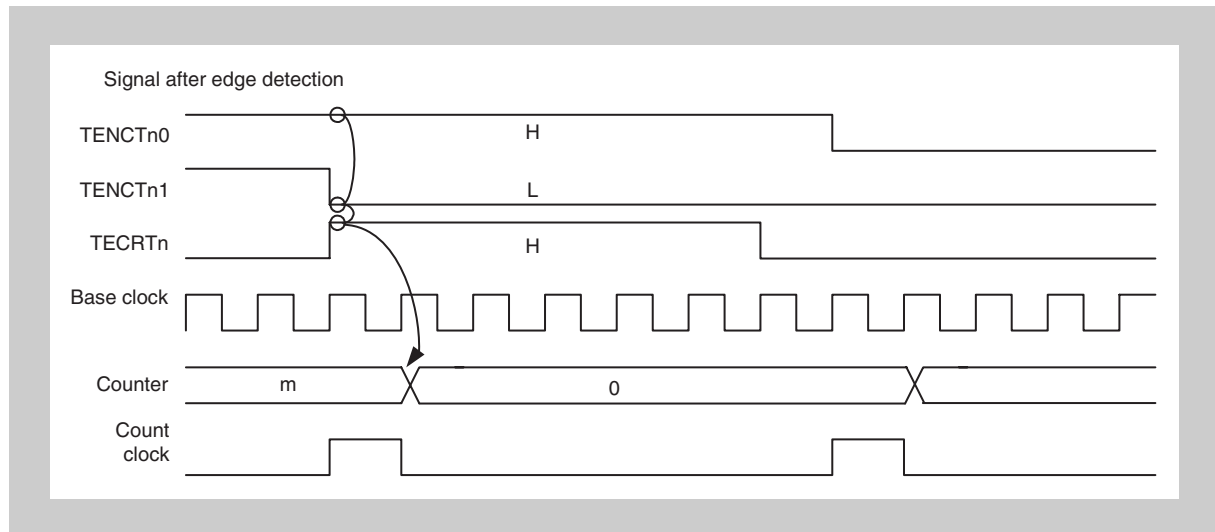 Signal after edge detection
TENCTn0
H
TENCTn1
L
TECRTn
H
Base clock
Counter
m
0
Count
clock